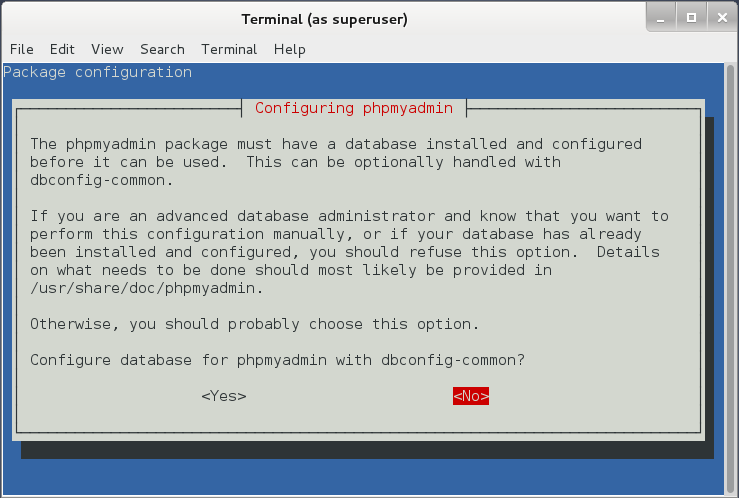 Terminal (as superuser)
File Edit View Search Terminal Help
Package configuration
Configuring phpmyadmin
The phpmyadmin package must have a database installed and configured
before it can be used.  This can be optionally handled with
dbconfig-common.
If you are an advanced database administrator and know that you want to
perform this configuration manually, or if your database has already
been installed and configured, you should refuse this option.  Details
on what needs to be done should most likely be provided in
/usr/share/doc/phpmyadmin.
Otherwise, you should probably choose this option.
Configure database for phpmyadmin with dbconfig-common?
<Yes> <No>